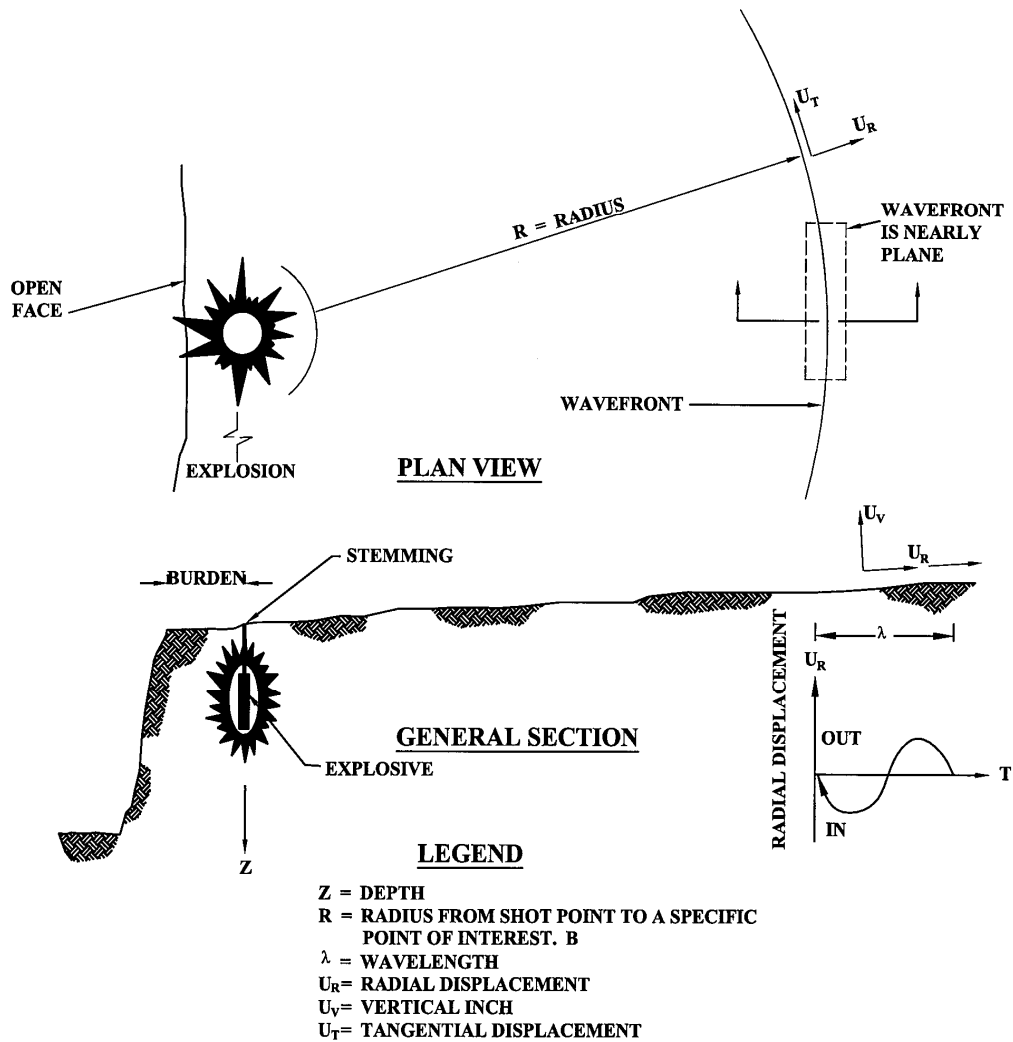 U_T
U_R
R = RADIUS
WAVEFRONT
IS NEARLY
PLANE
OPEN
FACE
WAVEFRONT
EXPLOSION
PLAN VIEW
STEMMING
BURDEN
U_V
U_R
λ
RADIAL DISPLACEMENT
U_R
OUT
T
IN
GENERAL SECTION
EXPLOSIVE
Z
LEGEND
Z = DEPTH
R = RADIUS FROM SHOT POINT TO A SPECIFIC
POINT OF INTEREST. B
λ = WAVELENGTH
U_R= RADIAL DISPLACEMENT
U_V= VERTICAL INCH
U_T= TANGENTIAL DISPLACEMENT